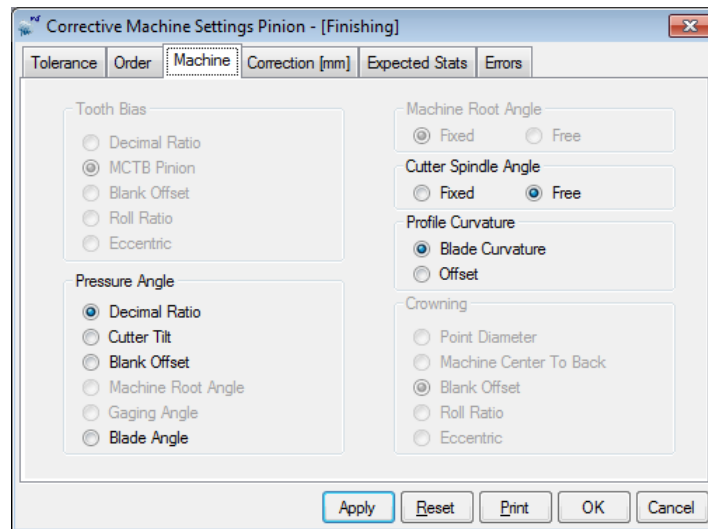 Corrective Machine Settings Pinion - [Finishing]
Tolerance Order Machine Correction [mm] Expected Stats Errors
Tooth Bias
Decimal Ratio
MCTB Pinion
Blank Offset
Roll Ratio
Eccentric
Pressure Angle
Decimal Ratio
Cutter Tilt
Blank Offset
Machine Root Angle
Gaging Angle
Blade Angle
Machine Root Angle
Fixed Free
Cutter Spindle Angle
Fixed Free
Profile Curvature
Blade Curvature
Offset
Crowning
Point Diameter
Machine Center To Back
Blank Offset
Roll Ratio
Eccentric
Apply Reset Print OK Cancel